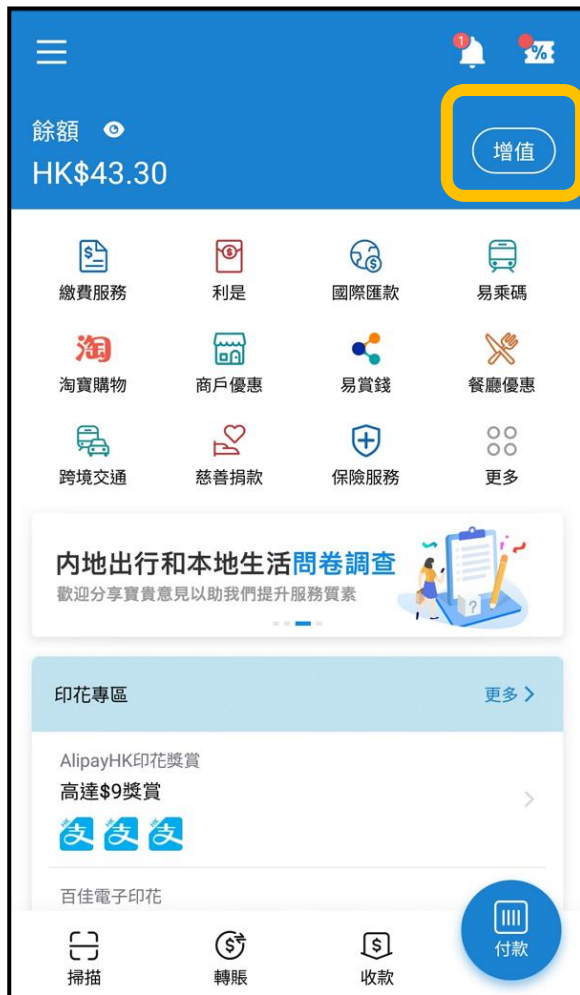 1
%
餘額
HK$43.30
增值
繳費服務
利是
國際匯款
易乘碼
淘
淘寶購物
商戶優惠
易賞錢
餐廳優惠
跨境交通
慈善捐款
保險服務
更多
內地出行和本地生活問卷調查
歡迎分享寶貴意見以助我們提升服務質素
?
印花專區
更多 >
AlipayHK印花獎賞
高達$9獎賞
支 支 支
百佳電子印花
掃描
轉賬
收款
付款